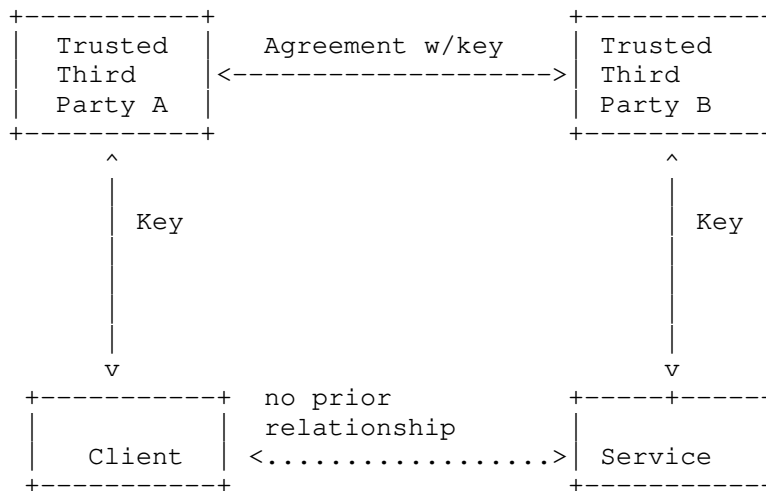 Trusted
Third
Party A
Agreement w/key
Trusted
Third
Party B
Key
Key
Client
no prior
relationship
Service